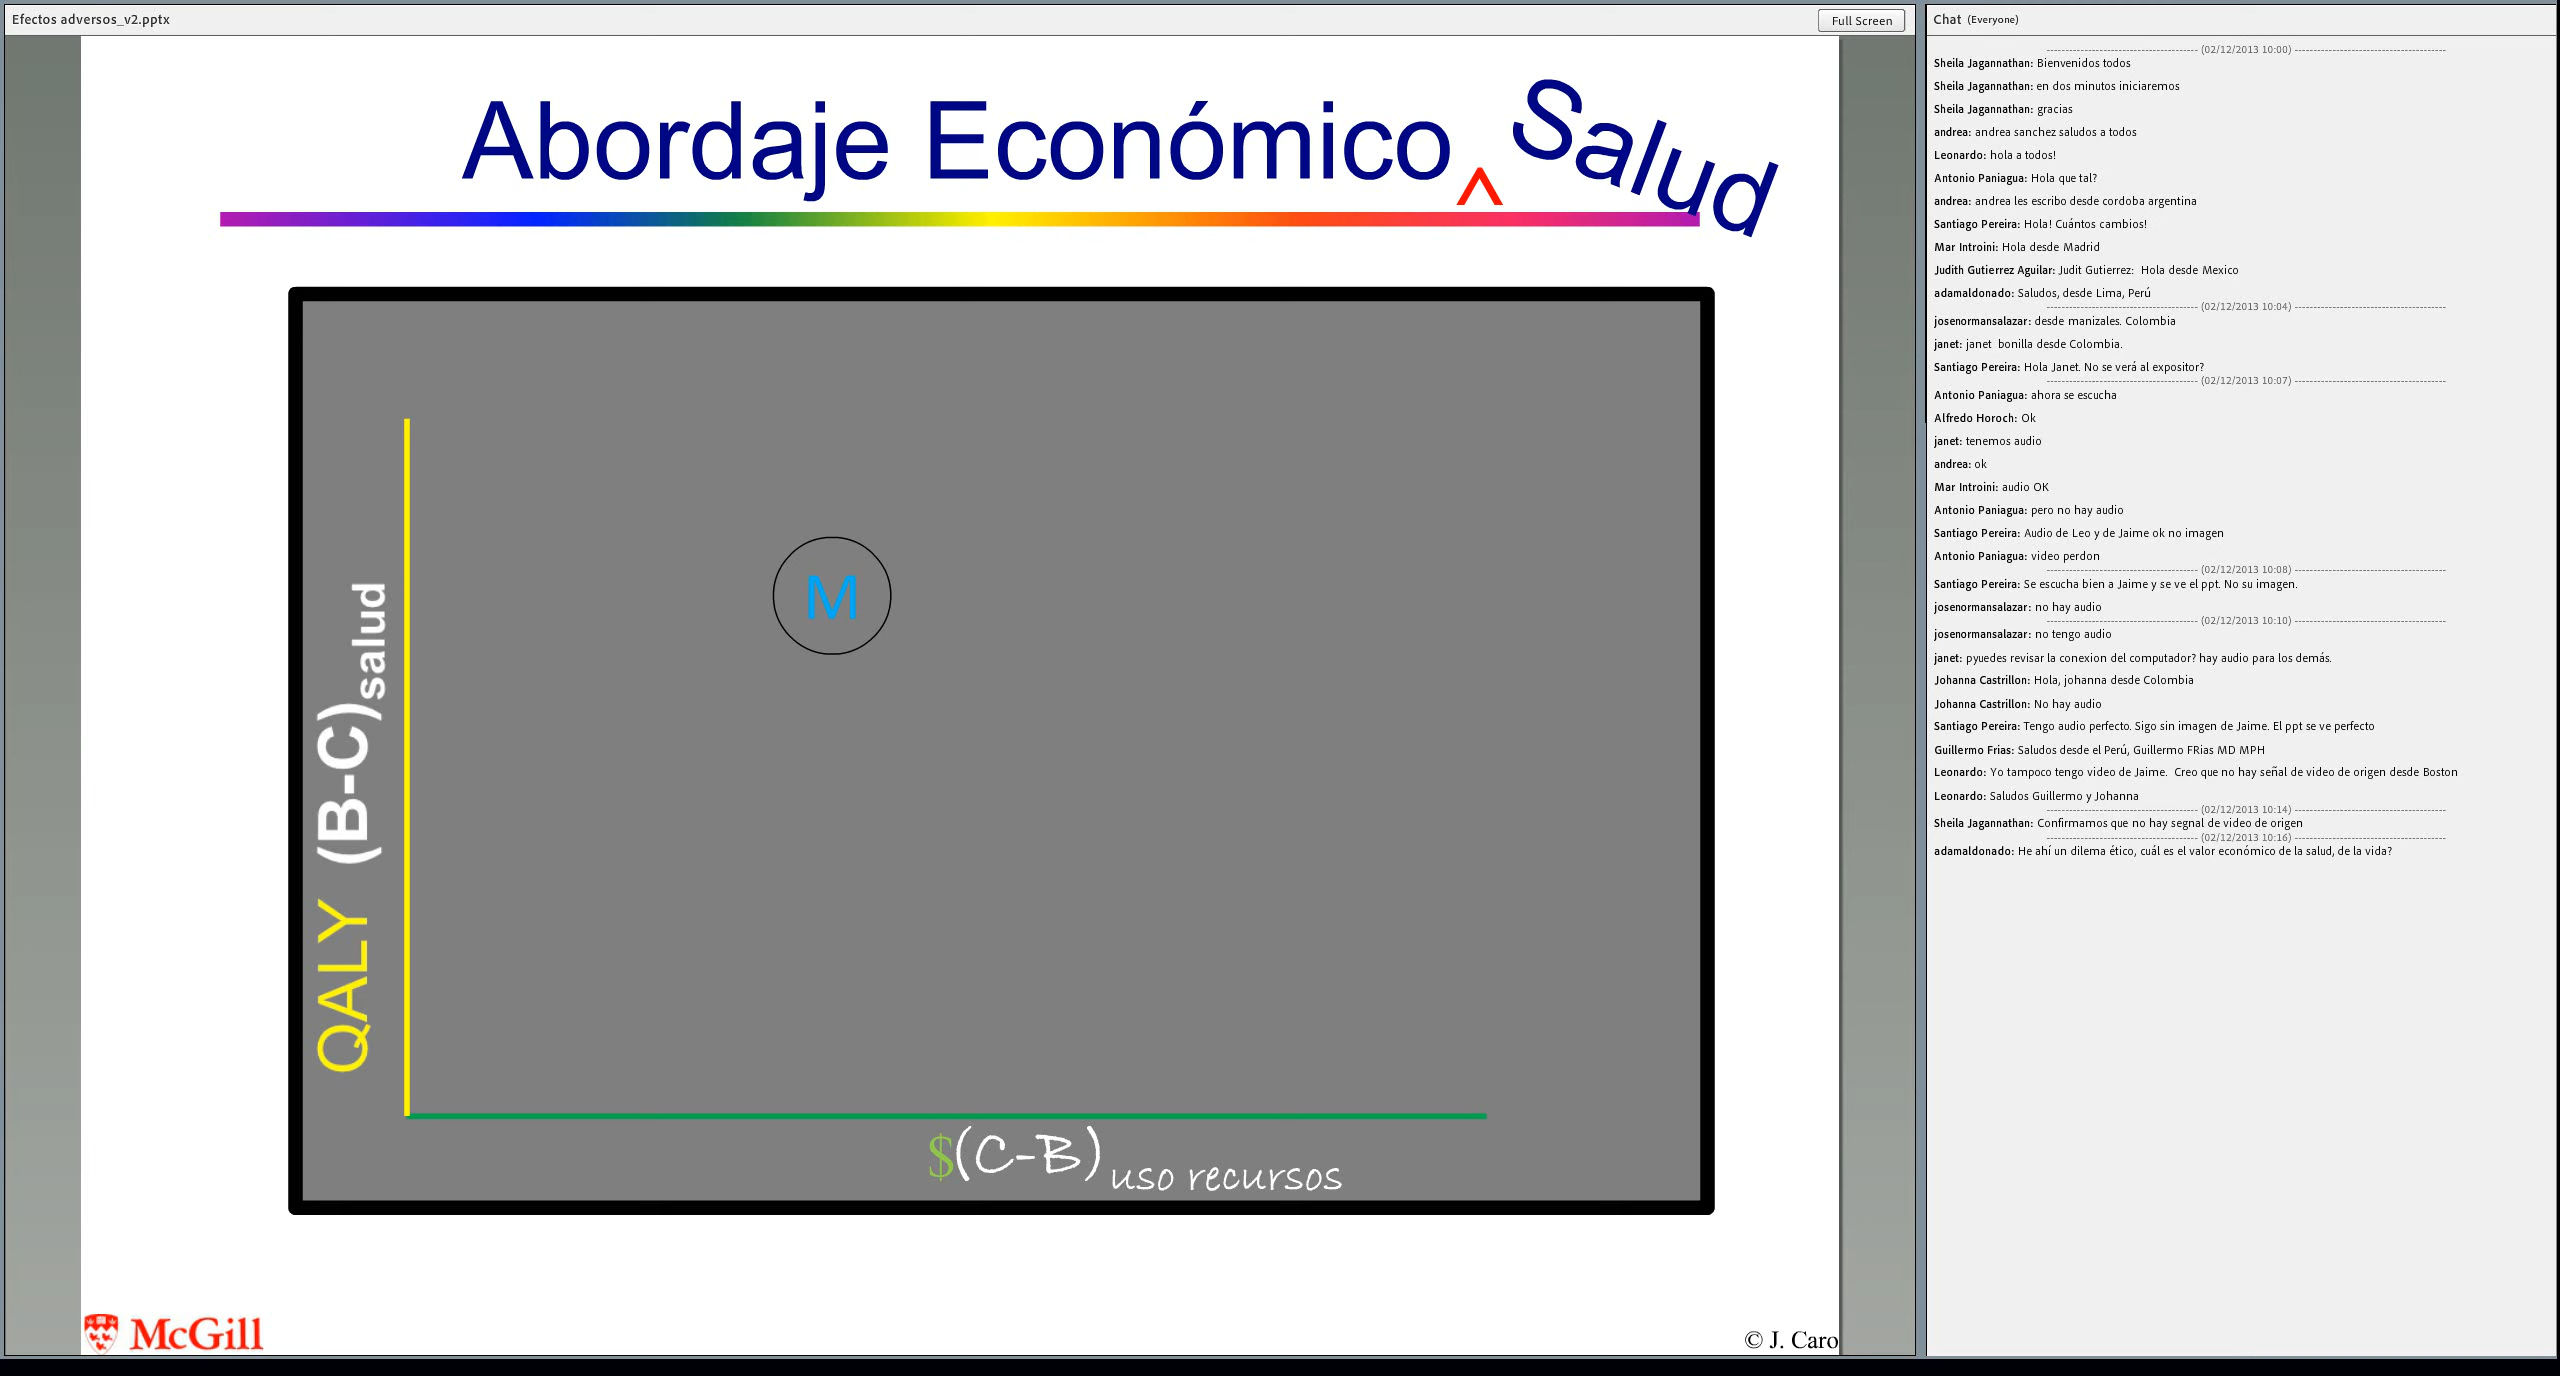 Efectos adversos_v2.pptx
Full Screen
Abordaje Económico ^ Salud
M
QALY (B-C)salud
$(C-B) uso recursos
McGill
© J. Caro
Chat (Everyone)
(02/12/2013 10:00)
Sheila Jagannathan: Bienvenidos todos
Sheila Jagannathan: en dos minutos iniciaremos
Sheila Jagannathan: gracias
andrea: andrea sanchez saludos a todos
Leonardo: hola a todos!
Antonio Paniagua: Hola que tal?
andrea: andrea les escribo desde cordoba argentina
Santiago Pereira: Hola! Cuántos cambios!
Mar Introini: Hola desde Madrid
Judith Gutierrez Aguilar: Judit Gutierrez:  Hola desde Mexico
adamaldonado: Saludos, desde Lima, Perú
(02/12/2013 10:04)
josenormansalazar: desde manizales. Colombia
janet: janet  bonilla desde Colombia.
Santiago Pereira: Hola Janet. No se verá al expositor?
(02/12/2013 10:07)
Antonio Paniagua: ahora se escucha
Alfredo Horoch: Ok
janet: tenemos audio
andrea: ok
Mar Introini: audio OK
Antonio Paniagua: pero no hay audio
Santiago Pereira: Audio de Leo y de Jaime ok no imagen
Antonio Paniagua: video perdon
(02/12/2013 10:08)
Santiago Pereira: Se escucha bien a Jaime y se ve el ppt. No su imagen.
josenormansalazar: no hay audio
(02/12/2013 10:10)
josenormansalazar: no tengo audio
janet: pyuedes revisar la conexion del computador? hay audio para los demás.
Johanna Castrillon: Hola, johanna desde Colombia
Johanna Castrillon: No hay audio
Santiago Pereira: Tengo audio perfecto. Sigo sin imagen de Jaime. El ppt se ve perfecto
Guillermo Frias: Saludos desde el Perú, Guillermo FRias MD MPH
Leonardo: Yo tampoco tengo video de Jaime.  Creo que no hay señal de video de origen desde Boston
Leonardo: Saludos Guillermo y Johanna
(02/12/2013 10:14)
Sheila Jagannathan: Confirmamos que no hay segnal de video de origen
(02/12/2013 10:16)
adamaldonado: He ahí un dilema ético, cuál es el valor económico de la salud, de la vida?